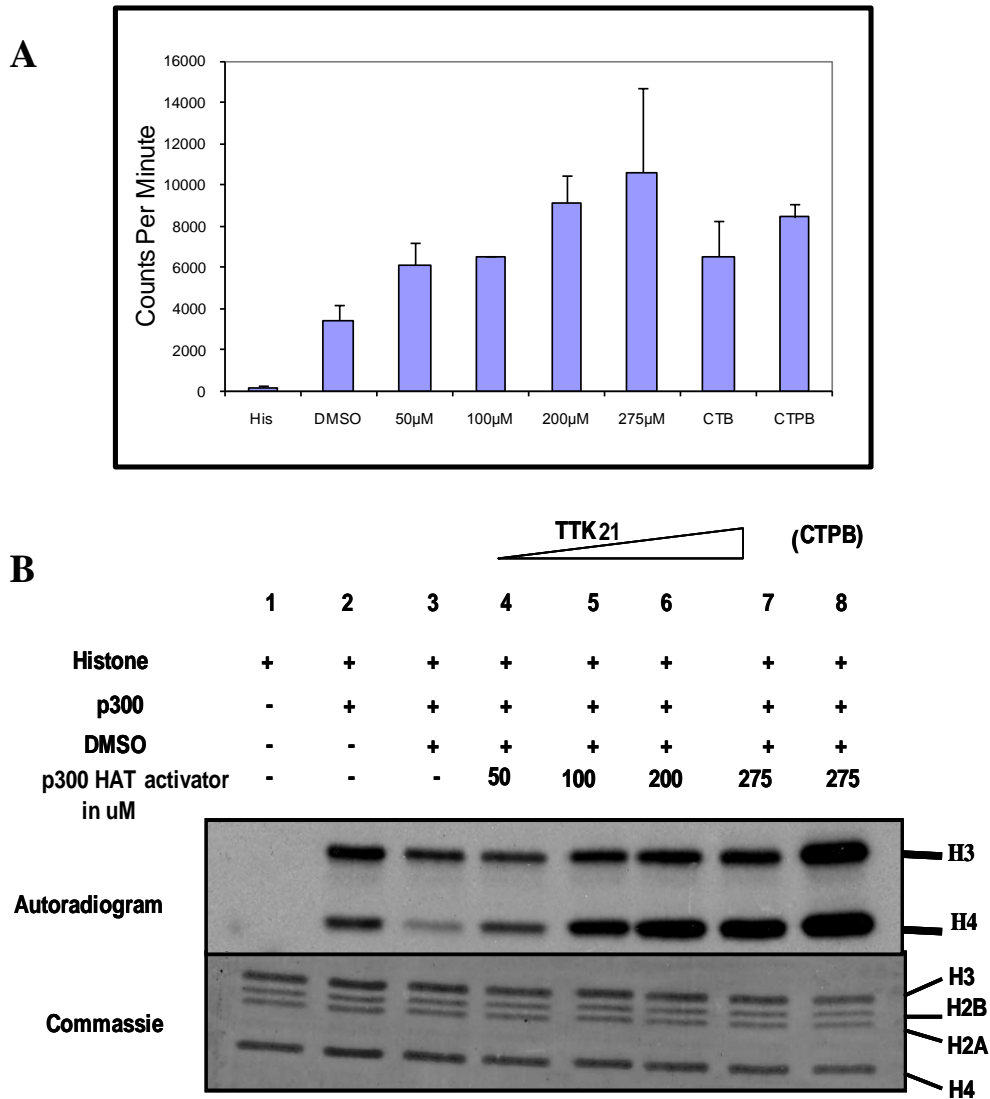 A
16000
14000
12000
10000
8000
6000
4000
2000
0
Counts Per Minute
His DMSO 50µM 100µM 200µM 275µM CTB CTPB
TTK21 (CTPB)
B
1 2 3 4 5 6 7 8
Histone + + + + + + + +
p300 - + + + + + + +
DMSO - - + + + + + +
p300 HAT activator - - - 50 100 200 275 275
in uM
Autoradiogram
H3
H4
Commassie
H3
H2B
H2A
H4